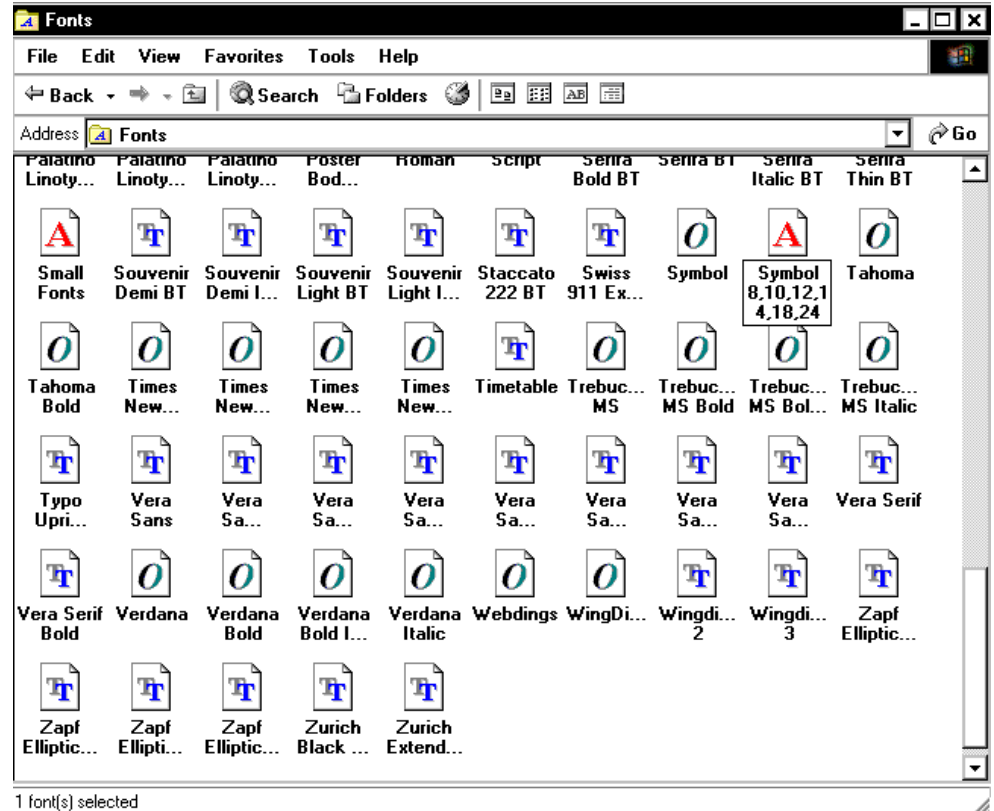 Fonts
File Edit View Favorites Tools Help
Back Search Folders
Address Fonts Go
Palatino Palatino Palatino Poster Roman Script Serifa Serifa BT Serifa Serifa
Linoty... Linoty... Linoty... Bod... Bold BT Italic BT Thin BT
Small Souvenir Souvenir Souvenir Souvenir Staccato Swiss Symbol Symbol Tahoma
Fonts Demi BT Demi I... Light BT Light I... 222 BT 911 Ex... 8,10,12,1
4,18,24
Tahoma Times Times Times Times Timetable Trebuc... Trebuc... Trebuc... Trebuc...
Bold New... New... New... New... MS MS Bold MS Bol... MS Italic
Typo Vera Vera Vera Vera Vera Vera Vera Vera Vera Serif
Upri... Sans Sa... Sa... Sa... Sa... Sa... Sa... Sa...
Vera Serif Verdana Verdana Verdana Verdana Webdings WingDi... Wingdi... Wingdi... Zapf
Bold Bold Bold I... Italic 2 3 Elliptic...
Zapf Zapf Zapf Zurich Zurich
Elliptic... Ellipti... Elliptic... Black ... Extend...
1 font(s) selected